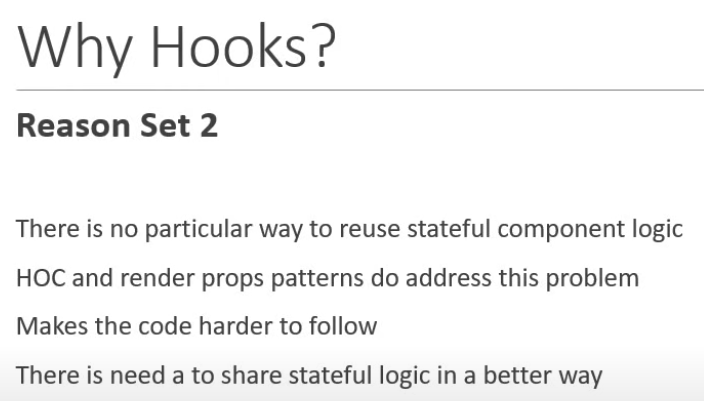 Why Hooks?
Reason Set 2
There is no particular way to reuse stateful component logic
HOC and render props patterns do address this problem
Makes the code harder to follow
There is need a to share stateful logic in a better way